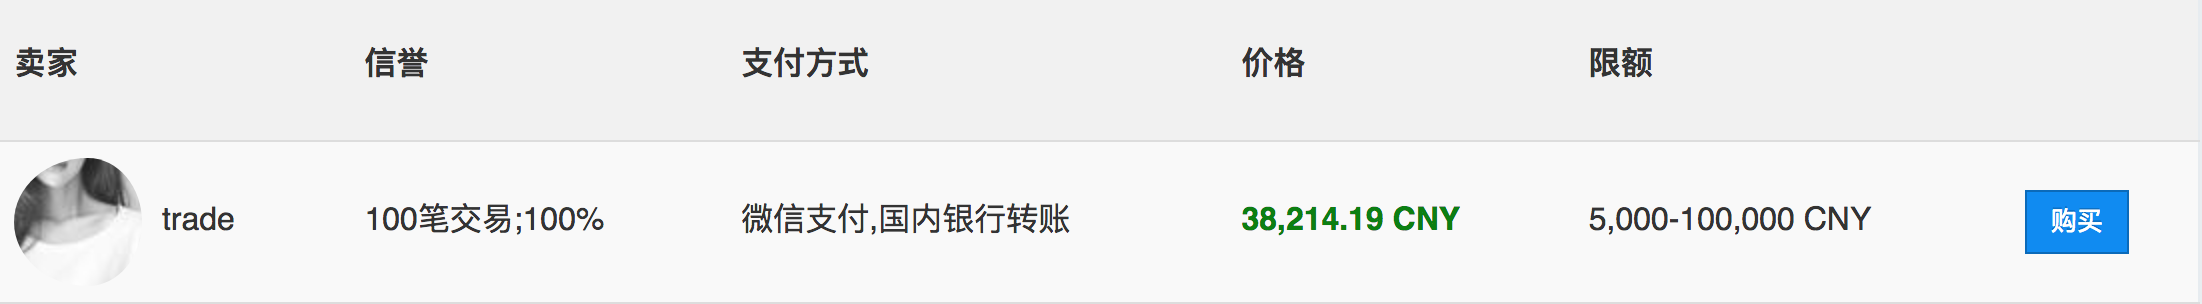 卖家 信誉 支付方式 价格 限额
trade 100笔交易;100% 微信支付,国内银行转账 38,214.19 CNY 5,000-100,000 CNY 购买